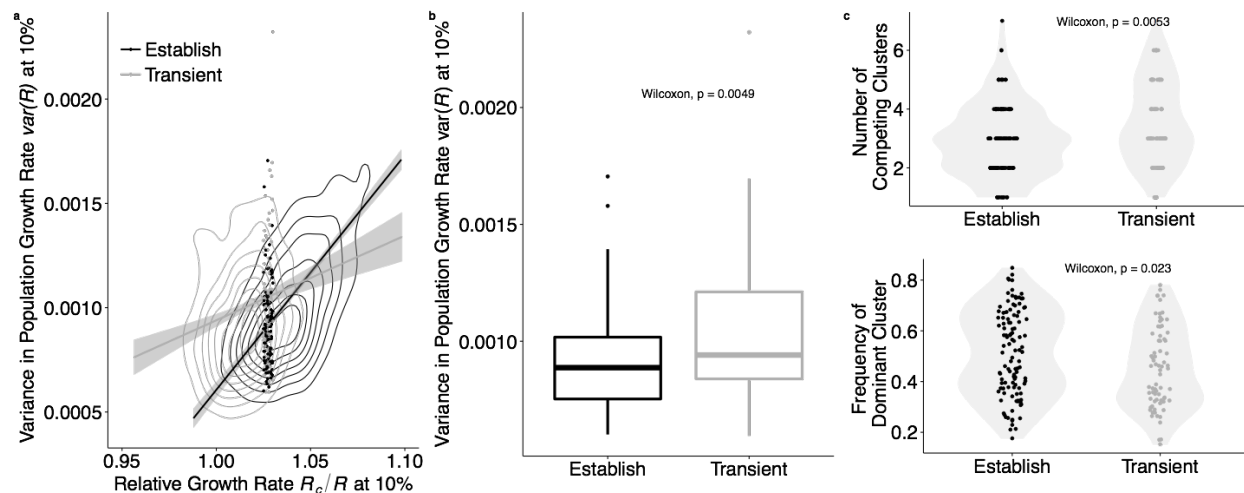 a
Variance in Population Growth Rate var(R) at 10%
0.0020
0.0015
0.0010
0.0005
Establish
Transient
0.95
1.00
1.05
1.10
Relative Growth Rate Rc/R at 10%
b
Variance in Population Growth Rate var(R) at 10%
0.0020
0.0015
0.0010
Wilcoxon, p = 0.0049
Establish
Transient
c
Number of
Competing Clusters
6
4
2
Wilcoxon, p = 0.0053
Establish
Transient
Frequency of
Dominant Cluster
0.8
0.6
0.4
0.2
Wilcoxon, p = 0.023
Establish
Transient